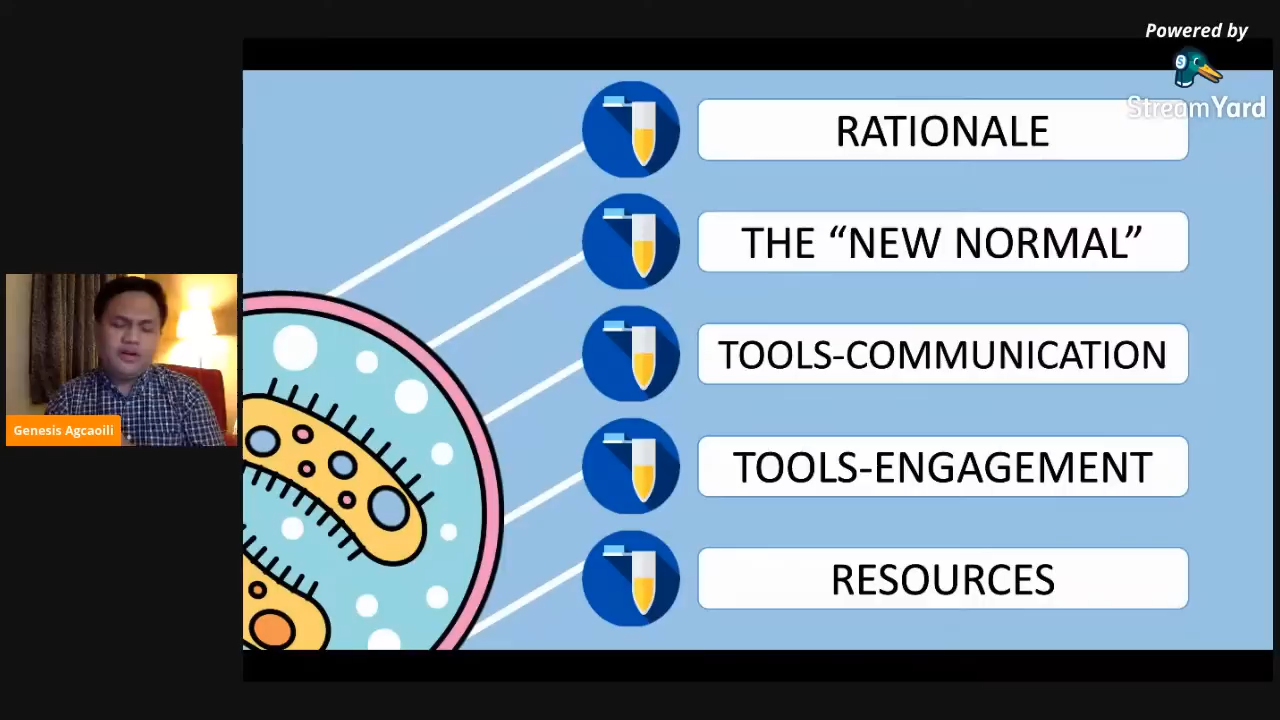 Powered by
StreamYard
RATIONALE
THE “NEW NORMAL”
TOOLS-COMMUNICATION
TOOLS-ENGAGEMENT
RESOURCES
Genesis Agcaoili